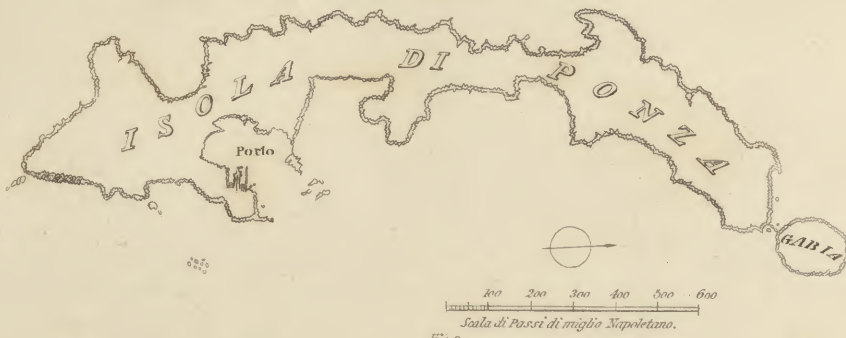 ISOLA DI PONZA
Porto
GABIA
100 200 300 400 500 600
Scala di Passi di miglio Napoletano.